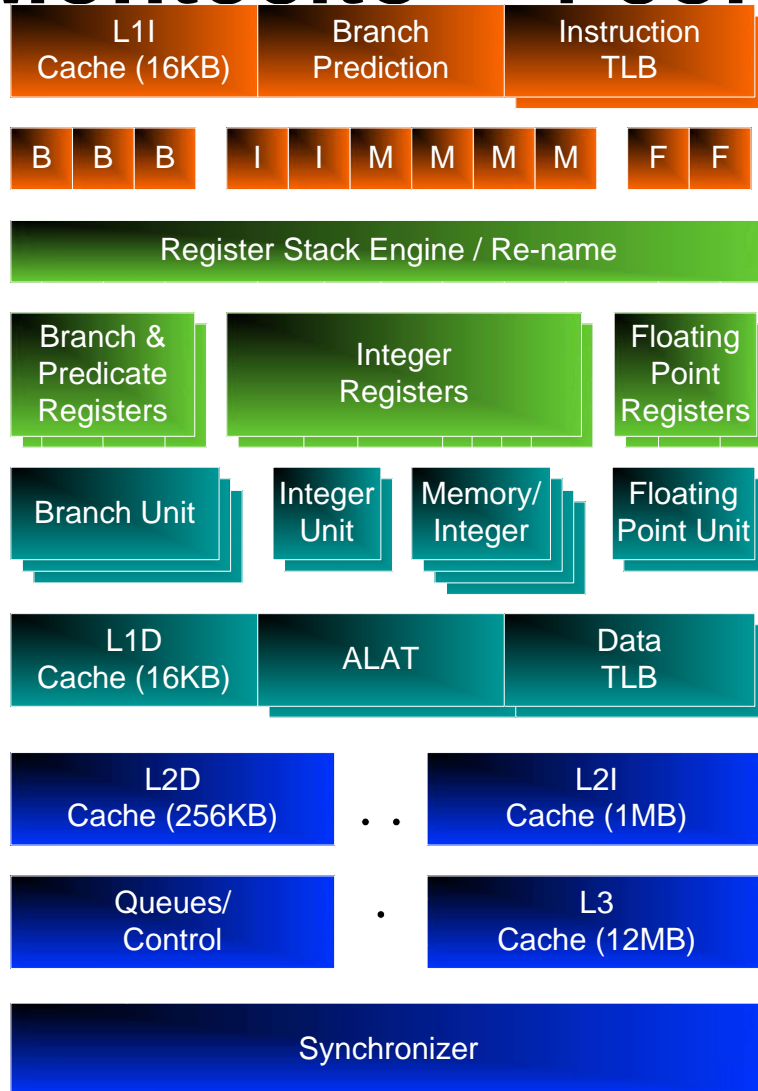 L1I
Cache (16KB)
Branch
Prediction
Instruction
TLB
B B B I I M M M M F F
Register Stack Engine / Re-name
Branch &
Predicate
Registers
Integer
Registers
Floating
Point
Registers
Branch Unit
Integer
Unit
Memory/
Integer
Floating
Point Unit
L1D
Cache (16KB)
ALAT
Data
TLB
L2D
Cache (256KB)
. .
L2I
Cache (1MB)
Queues/
Control
.
L3
Cache (12MB)
Synchronizer